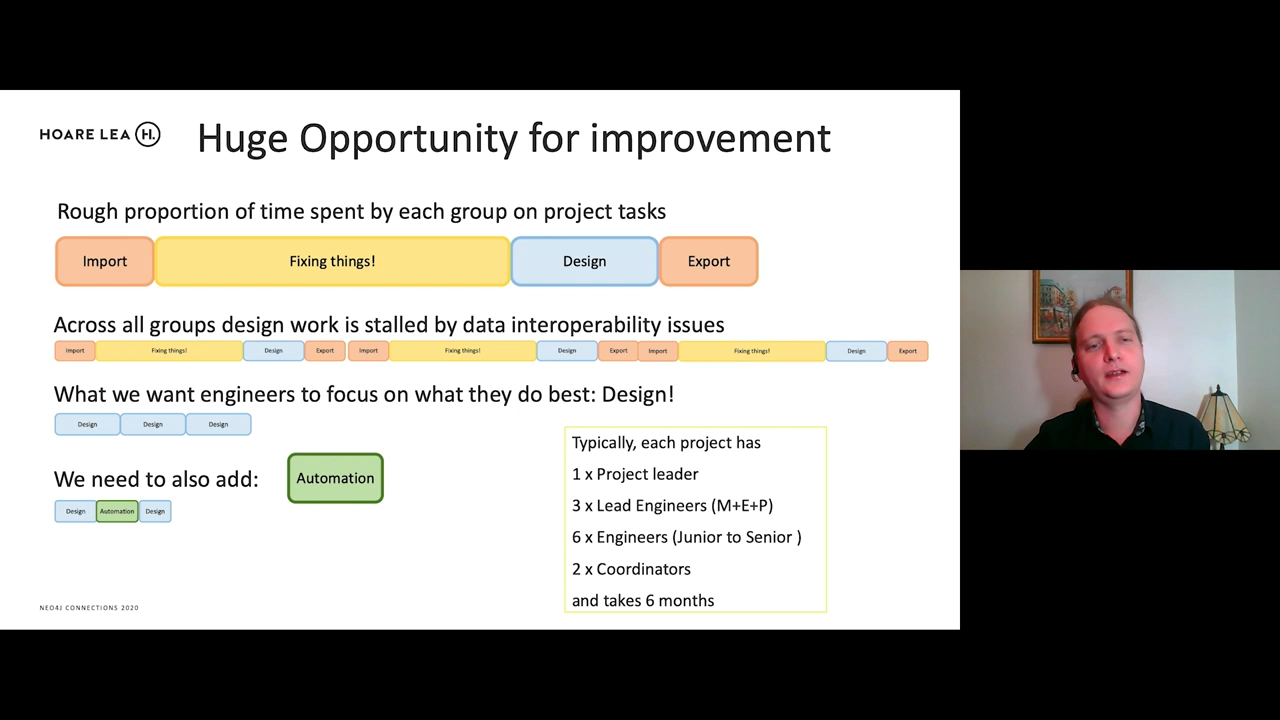 HOARE LEA H.
Huge Opportunity for improvement
Rough proportion of time spent by each group on project tasks
Import Fixing things! Design Export
Across all groups design work is stalled by data interoperability issues
Import Fixing things! Design Export Import Fixing things! Design Export Import Fixing things! Design Export
What we want engineers to focus on what they do best: Design!
Design Design Design
We need to also add: Automation
Design Automation Design
Typically, each project has
1 x Project leader
3 x Lead Engineers (M+E+P)
6 x Engineers (Junior to Senior )
2 x Coordinators
and takes 6 months
NEO4J CONNECTIONS 2020